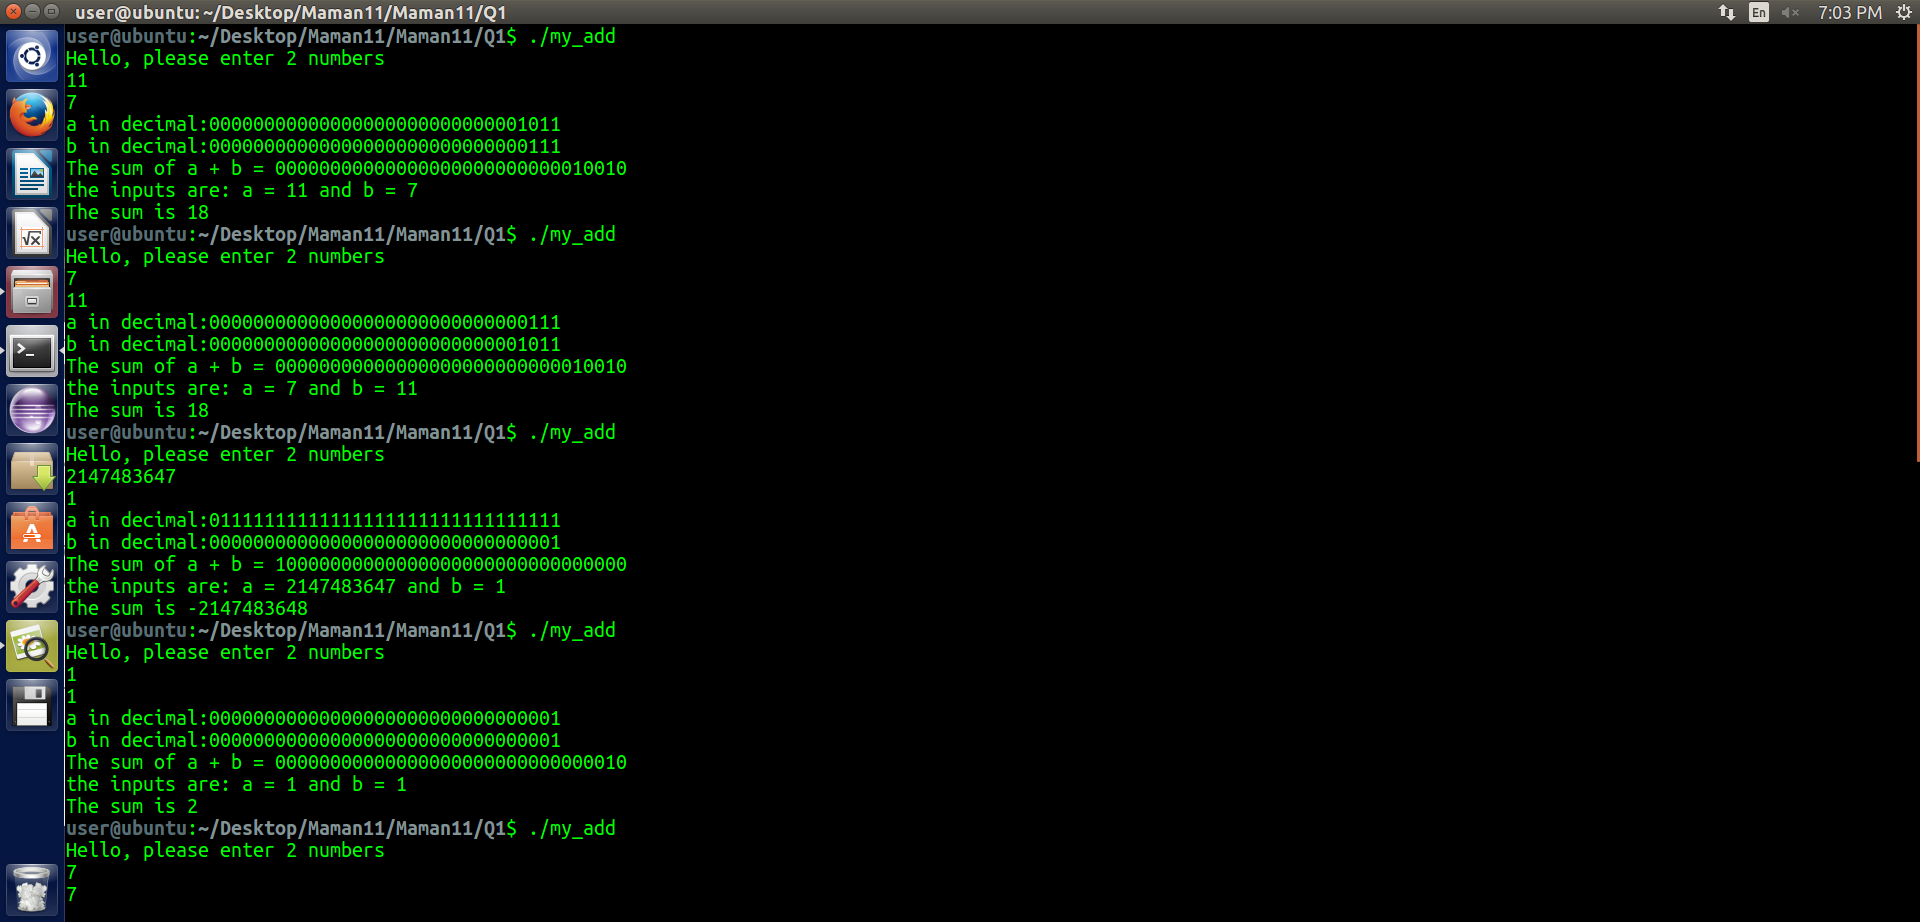 user@ubuntu: ~/Desktop/Maman11/Maman11/Q1
En
7:03 PM
user@ubuntu:~/Desktop/Maman11/Maman11/Q1$ ./my_add
Hello, please enter 2 numbers
11
7
a in decimal:00000000000000000000000000001011
b in decimal:00000000000000000000000000000111
The sum of a + b = 00000000000000000000000000010010
the inputs are: a = 11 and b = 7
The sum is 18
user@ubuntu:~/Desktop/Maman11/Maman11/Q1$ ./my_add
Hello, please enter 2 numbers
7
11
a in decimal:00000000000000000000000000000111
b in decimal:00000000000000000000000000001011
The sum of a + b = 00000000000000000000000000010010
the inputs are: a = 7 and b = 11
The sum is 18
user@ubuntu:~/Desktop/Maman11/Maman11/Q1$ ./my_add
Hello, please enter 2 numbers
2147483647
1
a in decimal:01111111111111111111111111111111
b in decimal:00000000000000000000000000000001
The sum of a + b = 10000000000000000000000000000000
the inputs are: a = 2147483647 and b = 1
The sum is -2147483648
user@ubuntu:~/Desktop/Maman11/Maman11/Q1$ ./my_add
Hello, please enter 2 numbers
1
1
a in decimal:00000000000000000000000000000001
b in decimal:00000000000000000000000000000001
The sum of a + b = 00000000000000000000000000000010
the inputs are: a = 1 and b = 1
The sum is 2
user@ubuntu:~/Desktop/Maman11/Maman11/Q1$ ./my_add
Hello, please enter 2 numbers
7
7